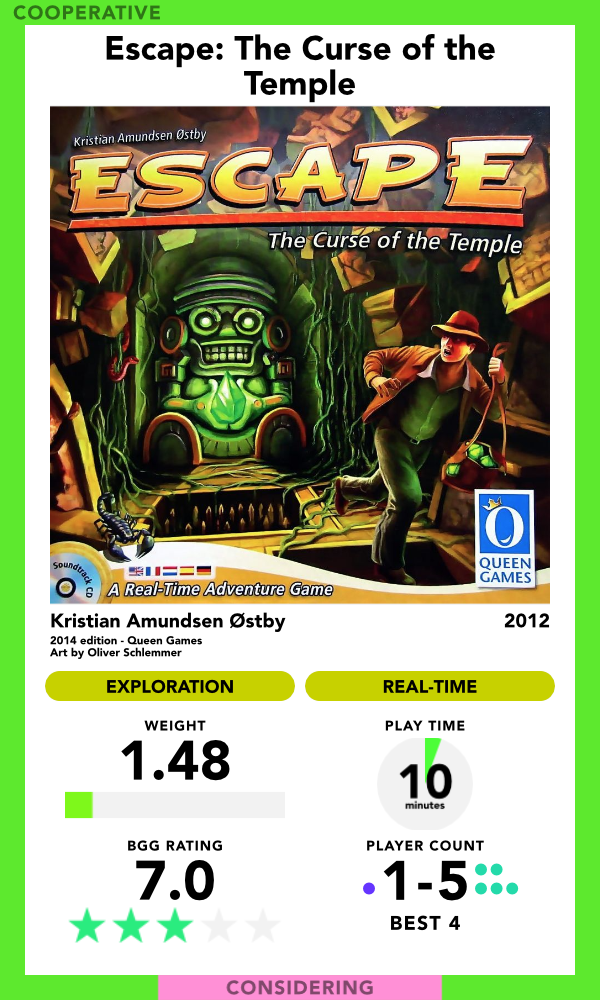 COOPERATIVE
Escape: The Curse of the
Temple
Kristian Amundsen Østby
ESCAPE
The Curse of the Temple
Soundtrack CD
A Real-Time Adventure Game
QUEEN
GAMES
Kristian Amundsen Østby
2012
2014 edition - Queen Games
Art by Oliver Schlemmer
EXPLORATION
REAL-TIME
WEIGHT
1.48
PLAY TIME
10
minutes
BGG RATING
7.0
PLAYER COUNT
1-5
BEST 4
CONSIDERING